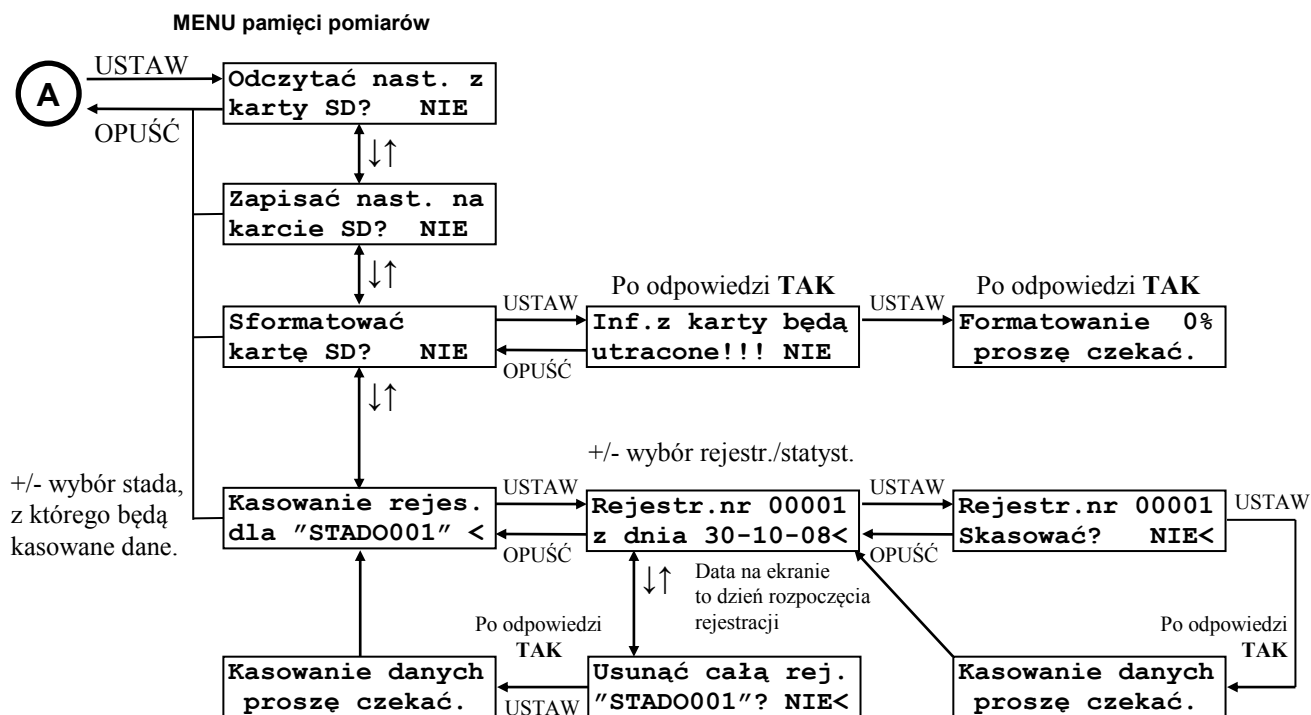 MENU pamięci pomiarów
A
USTAW
OPUŚĆ
Odczytać nast. z
karty SD? NIE
↓↑
Zapisać nast. na
karcie SD? NIE
↓↑
Po odpowiedzi TAK
Po odpowiedzi TAK
Sformatować
kartę SD? NIE
USTAW
OPUŚĆ
Inf.z karty będą
utracone!!! NIE
USTAW
Formatowanie 0%
proszę czekać.
↓↑
+/- wybór rejestr./statyst.
+/- wybór stada,
z którego będą
kasowane dane.
Kasowanie rejes.
dla "STADO001" <
USTAW
OPUŚĆ
Rejestr.nr 00001
z dnia 30-10-08<
USTAW
OPUŚĆ
Rejestr.nr 00001
Skasować? NIE<
USTAW
↓↑
Data na ekranie
to dzień rozpoczęcia
rejestracji
Po odpowiedzi
TAK
Po odpowiedzi
TAK
Kasowanie danych
proszę czekać.
USTAW
Usunąć całą rej.
"STADO001"? NIE<
Kasowanie danych
proszę czekać.